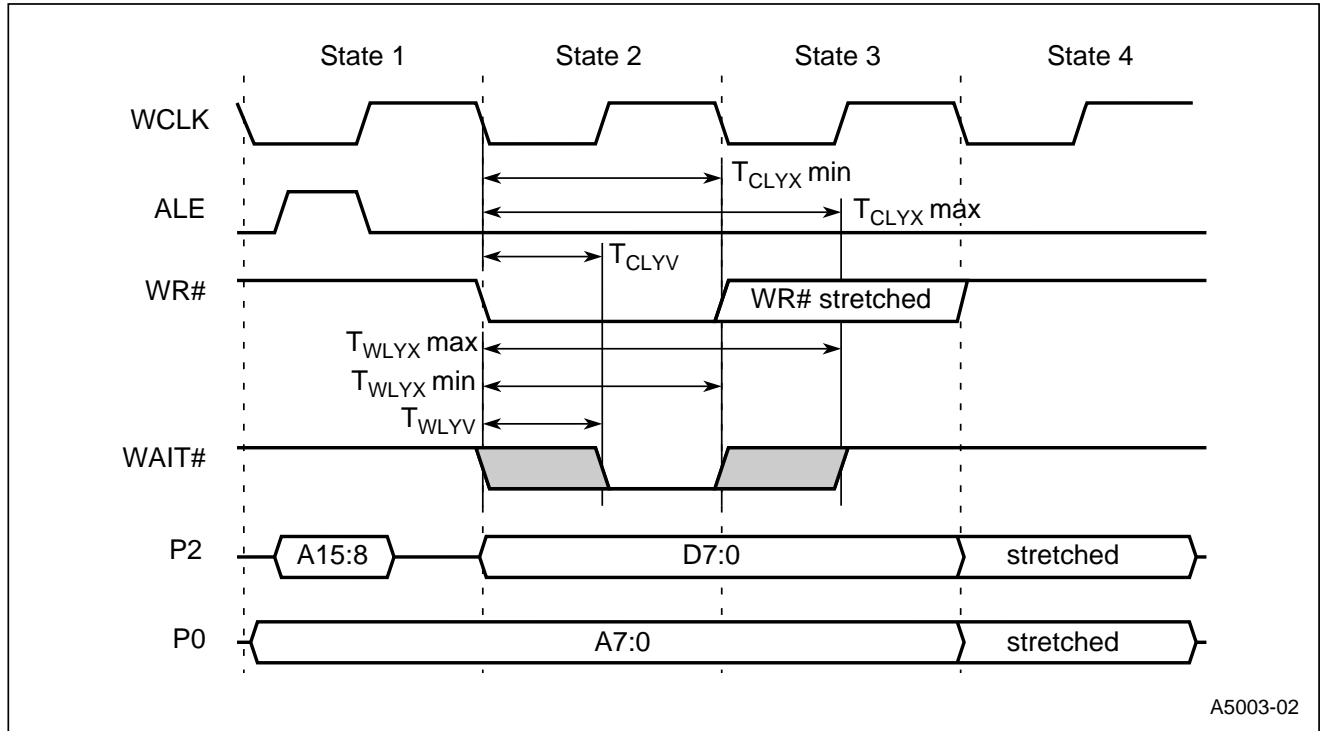 State 1 State 2 State 3 State 4
WCLK
T_CLYX min
ALE
T_CLYX max
T_CLYV
WR#
WR# stretched
T_WLYX max
T_WLYX min
T_WLYV
WAIT#
P2 A15:8 D7:0 stretched
P0 A7:0 stretched
A5003-02